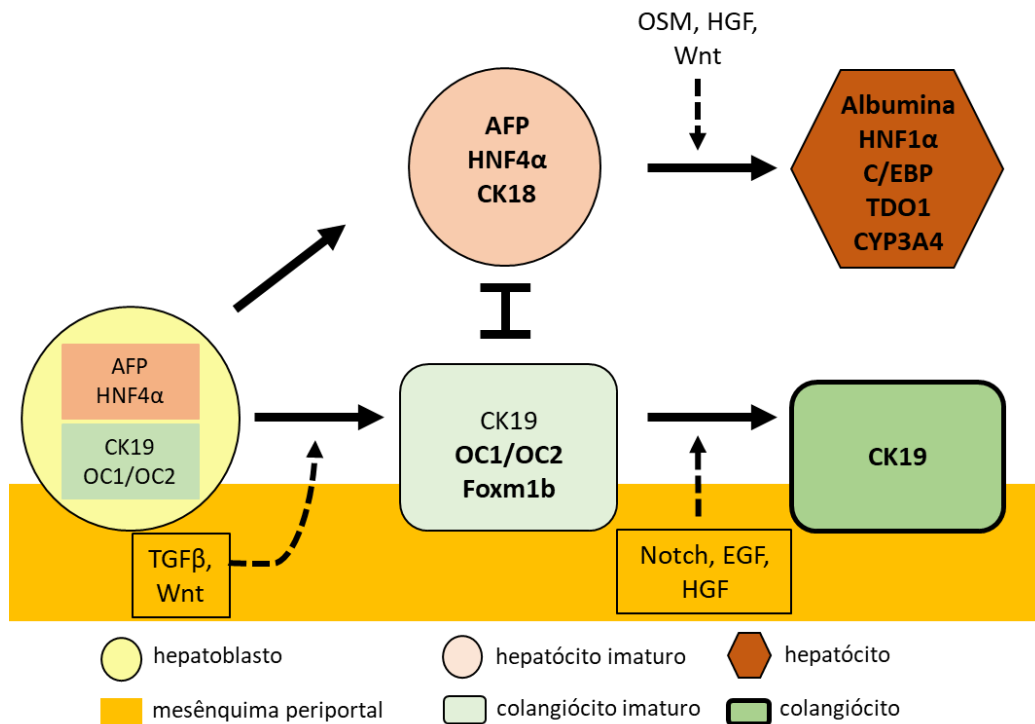 OSM, HGF,
Wnt
AFP
HNF4α
CK18
Albumina
HNF1α
C/EBP
TDO1
CYP3A4
AFP
HNF4α
CK19
OC1/OC2
CK19
OC1/OC2
Foxm1b
CK19
TGFβ,
Wnt
Notch, EGF,
HGF
hepatoblasto
hepatócito imaturo
hepatócito
mesênquima periportal
colangiócito imaturo
colangiócito